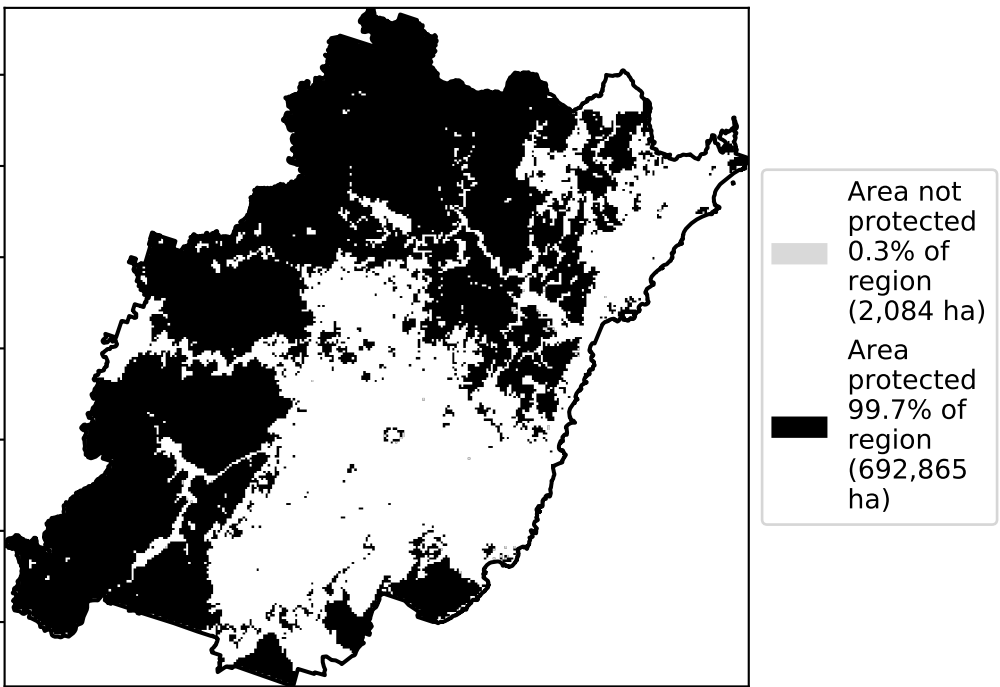 Area not
protected
0.3% of
region
(2,084 ha)
Area
protected
99.7% of
region
(692,865
ha)